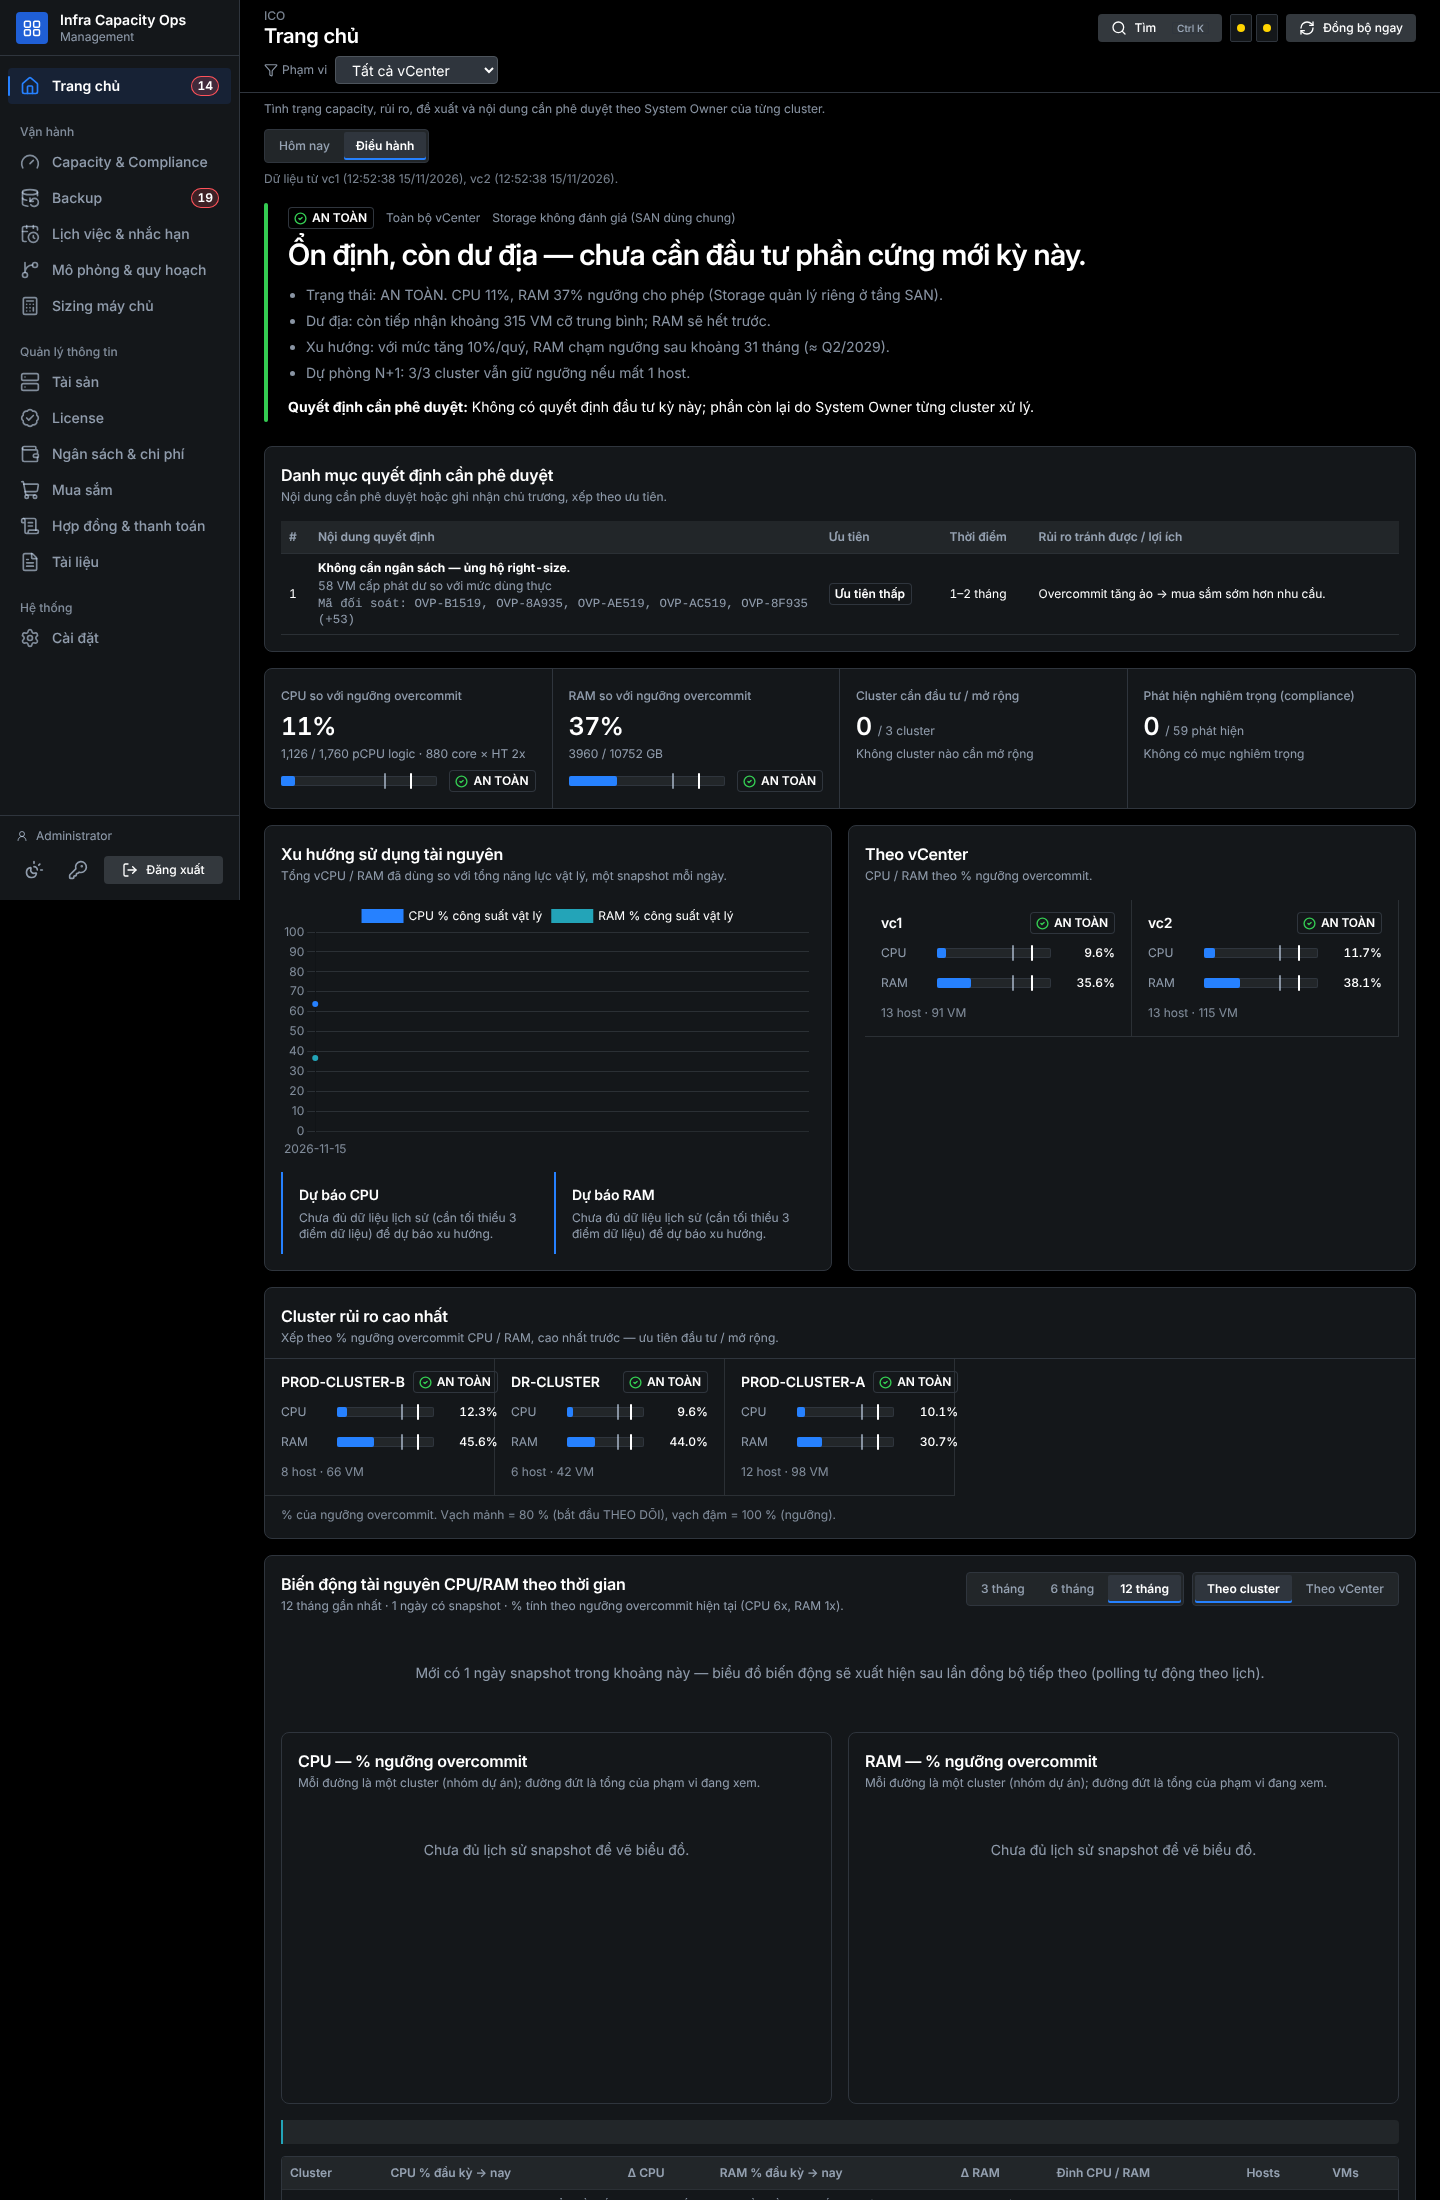 Infra Capacity Ops
Management
Trang chủ
14
Vận hành
Capacity & Compliance
Backup
19
Lịch việc & nhắc hạn
Mô phỏng & quy hoạch
Sizing máy chủ
Quản lý thông tin
Tài sản
License
Ngân sách & chi phí
Mua sắm
Hợp đồng & thanh toán
Tài liệu
Hệ thống
Cài đặt
Administrator
Đăng xuất
ICO
Trang chủ
Tìm Ctrl K
Đồng bộ ngay
Phạm vi
Tất cả vCenter
Tình trạng capacity, rủi ro, đề xuất và nội dung cần phê duyệt theo System Owner của từng cluster.
Hôm nay
Điều hành
Dữ liệu từ vc1 (12:52:38 15/11/2026), vc2 (12:52:38 15/11/2026).
AN TOÀN
Toàn bộ vCenter
Storage không đánh giá (SAN dùng chung)
Ổn định, còn dư địa — chưa cần đầu tư phần cứng mới kỳ này.
• Trạng thái: AN TOÀN. CPU 11%, RAM 37% ngưỡng cho phép (Storage quản lý riêng ở tầng SAN).
• Dư địa: còn tiếp nhận khoảng 315 VM cỡ trung bình; RAM sẽ hết trước.
• Xu hướng: với mức tăng 10%/quý, RAM chạm ngưỡng sau khoảng 31 tháng (≈ Q2/2029).
• Dự phòng N+1: 3/3 cluster vẫn giữ ngưỡng nếu mất 1 host.
Quyết định cần phê duyệt: Không có quyết định đầu tư kỳ này; phần còn lại do System Owner từng cluster xử lý.
Danh mục quyết định cần phê duyệt
Nội dung cần phê duyệt hoặc ghi nhận chủ trương, xếp theo ưu tiên.
# Nội dung quyết định Ưu tiên Thời điểm Rủi ro tránh được / lợi ích
Không cần ngân sách — ủng hộ right-size.
58 VM cấp phát dư so với mức dùng thực
1 Mã đối soát: OVP-B1519, OVP-8A935, OVP-AE519, OVP-AC519, OVP-8F935 Ưu tiên thấp 1–2 tháng Overcommit tăng ảo → mua sắm sớm hơn nhu cầu.
(+53)
CPU so với ngưỡng overcommit
11%
1,126 / 1,760 pCPU logic · 880 core × HT 2x
AN TOÀN
RAM so với ngưỡng overcommit
37%
3960 / 10752 GB
AN TOÀN
Cluster cần đầu tư / mở rộng
0 / 3 cluster
Không cluster nào cần mở rộng
Phát hiện nghiêm trọng (compliance)
0 / 59 phát hiện
Không có mục nghiêm trọng
Xu hướng sử dụng tài nguyên
Tổng vCPU / RAM đã dùng so với tổng năng lực vật lý, một snapshot mỗi ngày.
CPU % công suất vật lý RAM % công suất vật lý
100
90
80
70
60
50
40
30
20
10
0
2026-11-15
Dự báo CPU
Chưa đủ dữ liệu lịch sử (cần tối thiểu 3
điểm dữ liệu) để dự báo xu hướng.
Dự báo RAM
Chưa đủ dữ liệu lịch sử (cần tối thiểu 3
điểm dữ liệu) để dự báo xu hướng.
Theo vCenter
CPU / RAM theo % ngưỡng overcommit.
vc1 AN TOÀN
CPU 9.6%
RAM 35.6%
13 host · 91 VM
vc2 AN TOÀN
CPU 11.7%
RAM 38.1%
13 host · 115 VM
Cluster rủi ro cao nhất
Xếp theo % ngưỡng overcommit CPU / RAM, cao nhất trước — ưu tiên đầu tư / mở rộng.
PROD-CLUSTER-B AN TOÀN
CPU 12.3%
RAM 45.6%
8 host · 66 VM
DR-CLUSTER AN TOÀN
CPU 9.6%
RAM 44.0%
6 host · 42 VM
PROD-CLUSTER-A AN TOÀN
CPU 10.1%
RAM 30.7%
12 host · 98 VM
% của ngưỡng overcommit. Vạch mảnh = 80 % (bắt đầu THEO DÕI), vạch đậm = 100 % (ngưỡng).
Biến động tài nguyên CPU/RAM theo thời gian
12 tháng gần nhất · 1 ngày có snapshot · % tính theo ngưỡng overcommit hiện tại (CPU 6x, RAM 1x).
3 tháng 6 tháng 12 tháng
Theo cluster Theo vCenter
Mới có 1 ngày snapshot trong khoảng này — biểu đồ biến động sẽ xuất hiện sau lần đồng bộ tiếp theo (polling tự động theo lịch).
CPU — % ngưỡng overcommit
Mỗi đường là một cluster (nhóm dự án); đường đứt là tổng của phạm vi đang xem.
Chưa đủ lịch sử snapshot để vẽ biểu đồ.
RAM — % ngưỡng overcommit
Mỗi đường là một cluster (nhóm dự án); đường đứt là tổng của phạm vi đang xem.
Chưa đủ lịch sử snapshot để vẽ biểu đồ.
Cluster CPU % đầu kỳ → nay Δ CPU RAM % đầu kỳ → nay Δ RAM Đỉnh CPU / RAM Hosts VMs